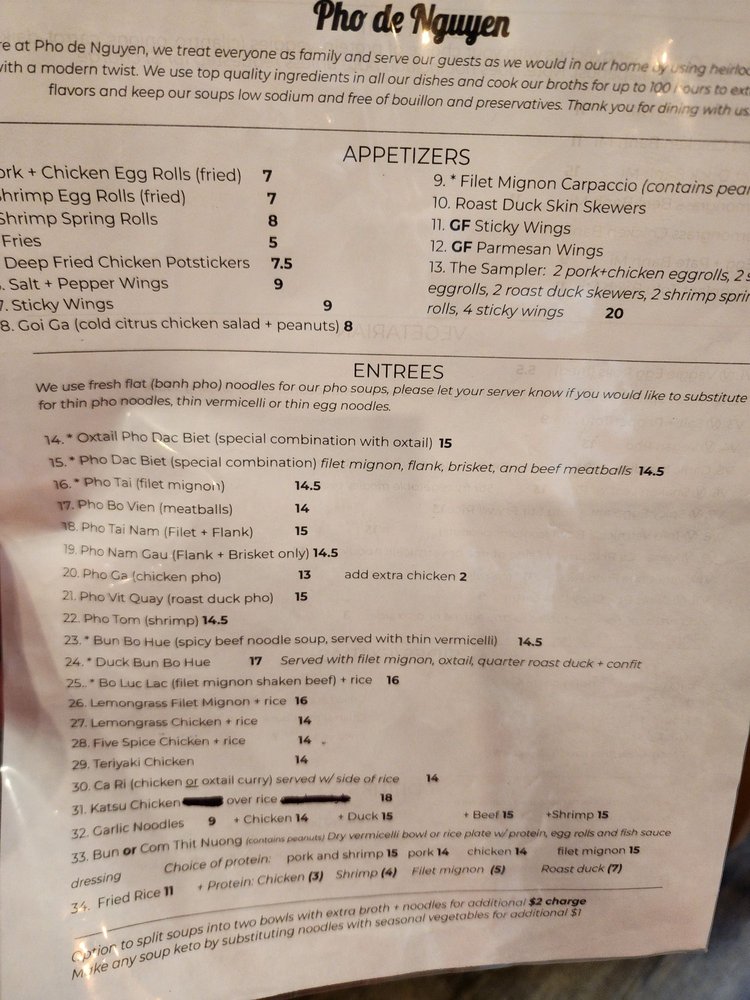 Pho de Nguyen
re at Pho de Nguyen, we treat everyone as family and serve our guests as we would in our home by using heirloo
with a modern twist. We use top quality ingredients in all our dishes and cook our broths for up to 100 hours to ext
flavors and keep our soups low sodium and free of bouillon and preservatives. Thank you for dining with us.
APPETIZERS
ork + Chicken Egg Rolls (fried) 7
Shrimp Egg Rolls (fried) 7
Shrimp Spring Rolls 8
Fries 5
Deep Fried Chicken Potstickers 7.5
. Salt + Pepper Wings 9
7. Sticky Wings 9
8. Goi Ga (cold citrus chicken salad + peanuts) 8
9. * Filet Mignon Carpaccio (contains pea
10. Roast Duck Skin Skewers
11. GF Sticky Wings
12. GF Parmesan Wings
13. The Sampler: 2 pork+chicken eggrolls, 2 s
eggrolls, 2 roast duck skewers, 2 shrimp sprin
rolls, 4 sticky wings 20
ENTREES
We use fresh flat (banh pho) noodles for our pho soups, please let your server know if you would like to substitute
for thin pho noodles, thin vermicelli or thin egg noodles.
14. * Oxtail Pho Dac Biet (special combination with oxtail) 15
15. * Pho Dac Biet (special combination) filet mignon, flank, brisket, and beef meatballs 14.5
16. * Pho Tai (filet mignon) 14.5
17. Pho Bo Vien (meatballs) 14
18. Pho Tai Nam (Filet + Flank) 15
19. Pho Nam Gau (Flank + Brisket only) 14.5
20. Pho Ga (chicken pho) 13 add extra chicken 2
21. Pho Vit Quay (roast duck pho) 15
22. Pho Tom (shrimp) 14.5
23. * Bun Bo Hue (spicy beef noodle soup, served with thin vermicelli) 14.5
24. * Duck Bun Bo Hue 17 Served with filet mignon, oxtail, quarter roast duck + confit
25.. * Bo Luc Lac (filet mignon shaken beef) + rice 16
26. Lemongrass Filet Mignon + rice 16
27. Lemongrass Chicken + rice 14
28. Five Spice Chicken + rice 14
29. Teriyaki Chicken 14
30. Ca Ri (chicken or oxtail curry) served w/ side of rice 14
31. Katsu Chicken over rice 18
32. Garlic Noodles 9 + Chicken 14 + Duck 15 + Beef 15 +Shrimp 15
33. Bun or Com Thit Nuong (contains peanuts) Dry vermicelli bowl or rice plate w/protein, egg rolls and fish sauce
dressing Choice of protein: pork and shrimp 15 pork 14 chicken 14 filet mignon 15
34. Fried Rice 11 + Protein: Chicken (3) Shrimp (4) Filet mignon (5) Roast duck (7)
Option to split soups into two bowls with extra broth + noodles for additional $2 charge
Make any soup keto by substituting noodles with seasonal vegetables for additional $1